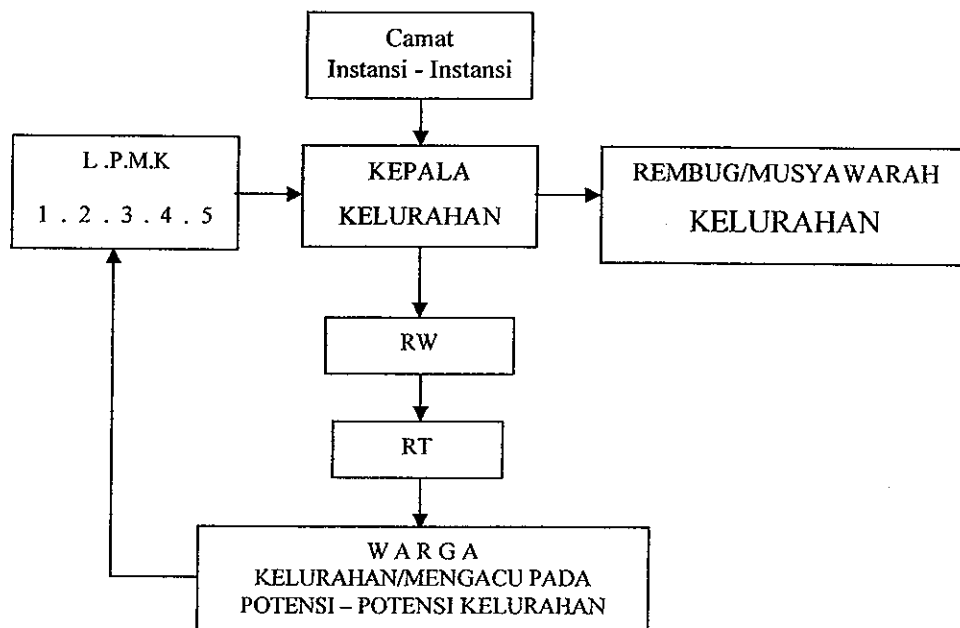 Camat
Instansi - Instansi
L .P.M.K
1 . 2 . 3 . 4 . 5
KEPALA
KELURAHAN
REMBUG/MUSYAWARAH
KELURAHAN
RW
RT
W A R G A
KELURAHAN/MENGACU PADA
POTENSI – POTENSI KELURAHAN